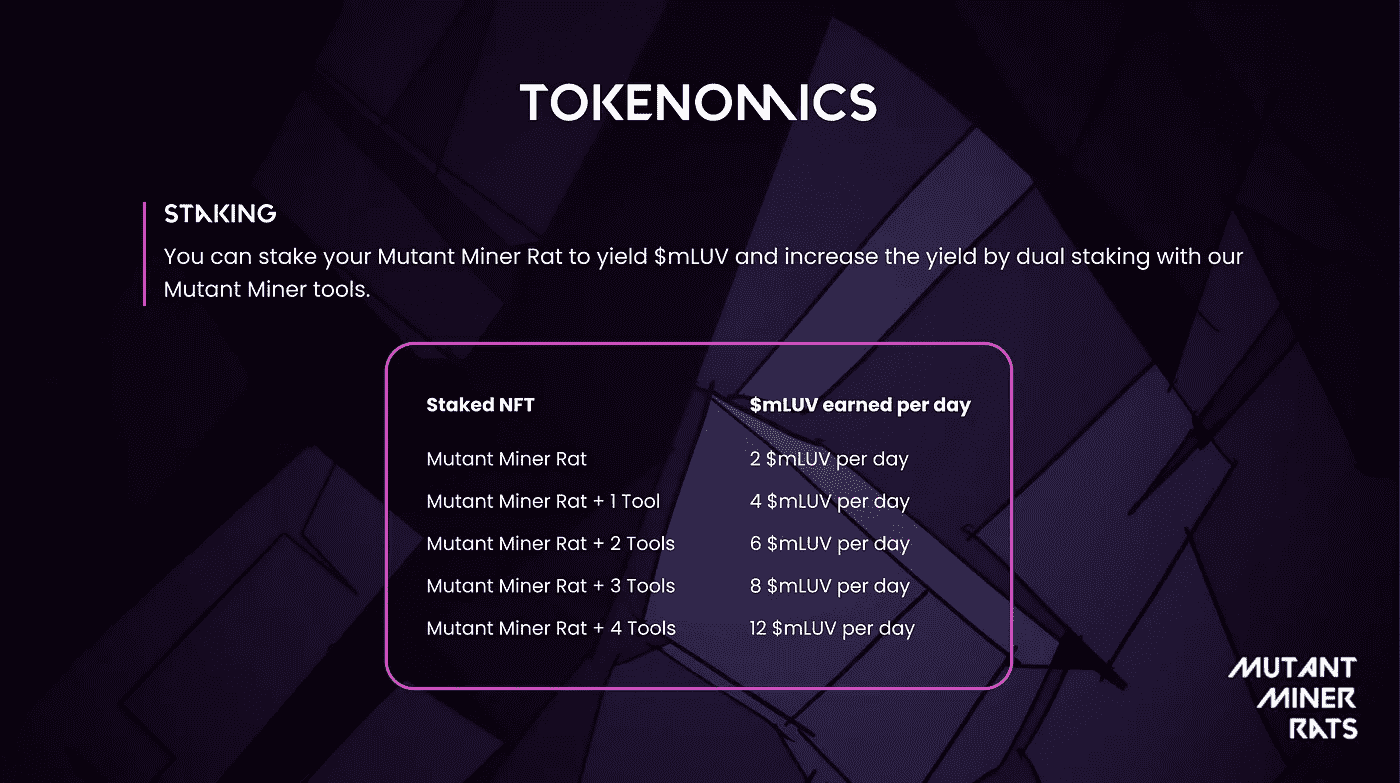 TOKENOMICS
STAKING
You can stake your Mutant Miner Rat to yield $mLUV and increase the yield by dual staking with our
Mutant Miner tools.
Staked NFT $mLUV earned per day
Mutant Miner Rat 2 $mLUV per day
Mutant Miner Rat + 1 Tool 4 $mLUV per day
Mutant Miner Rat + 2 Tools 6 $mLUV per day
Mutant Miner Rat + 3 Tools 8 $mLUV per day
Mutant Miner Rat + 4 Tools 12 $mLUV per day
MUTANT
MINER
RATS